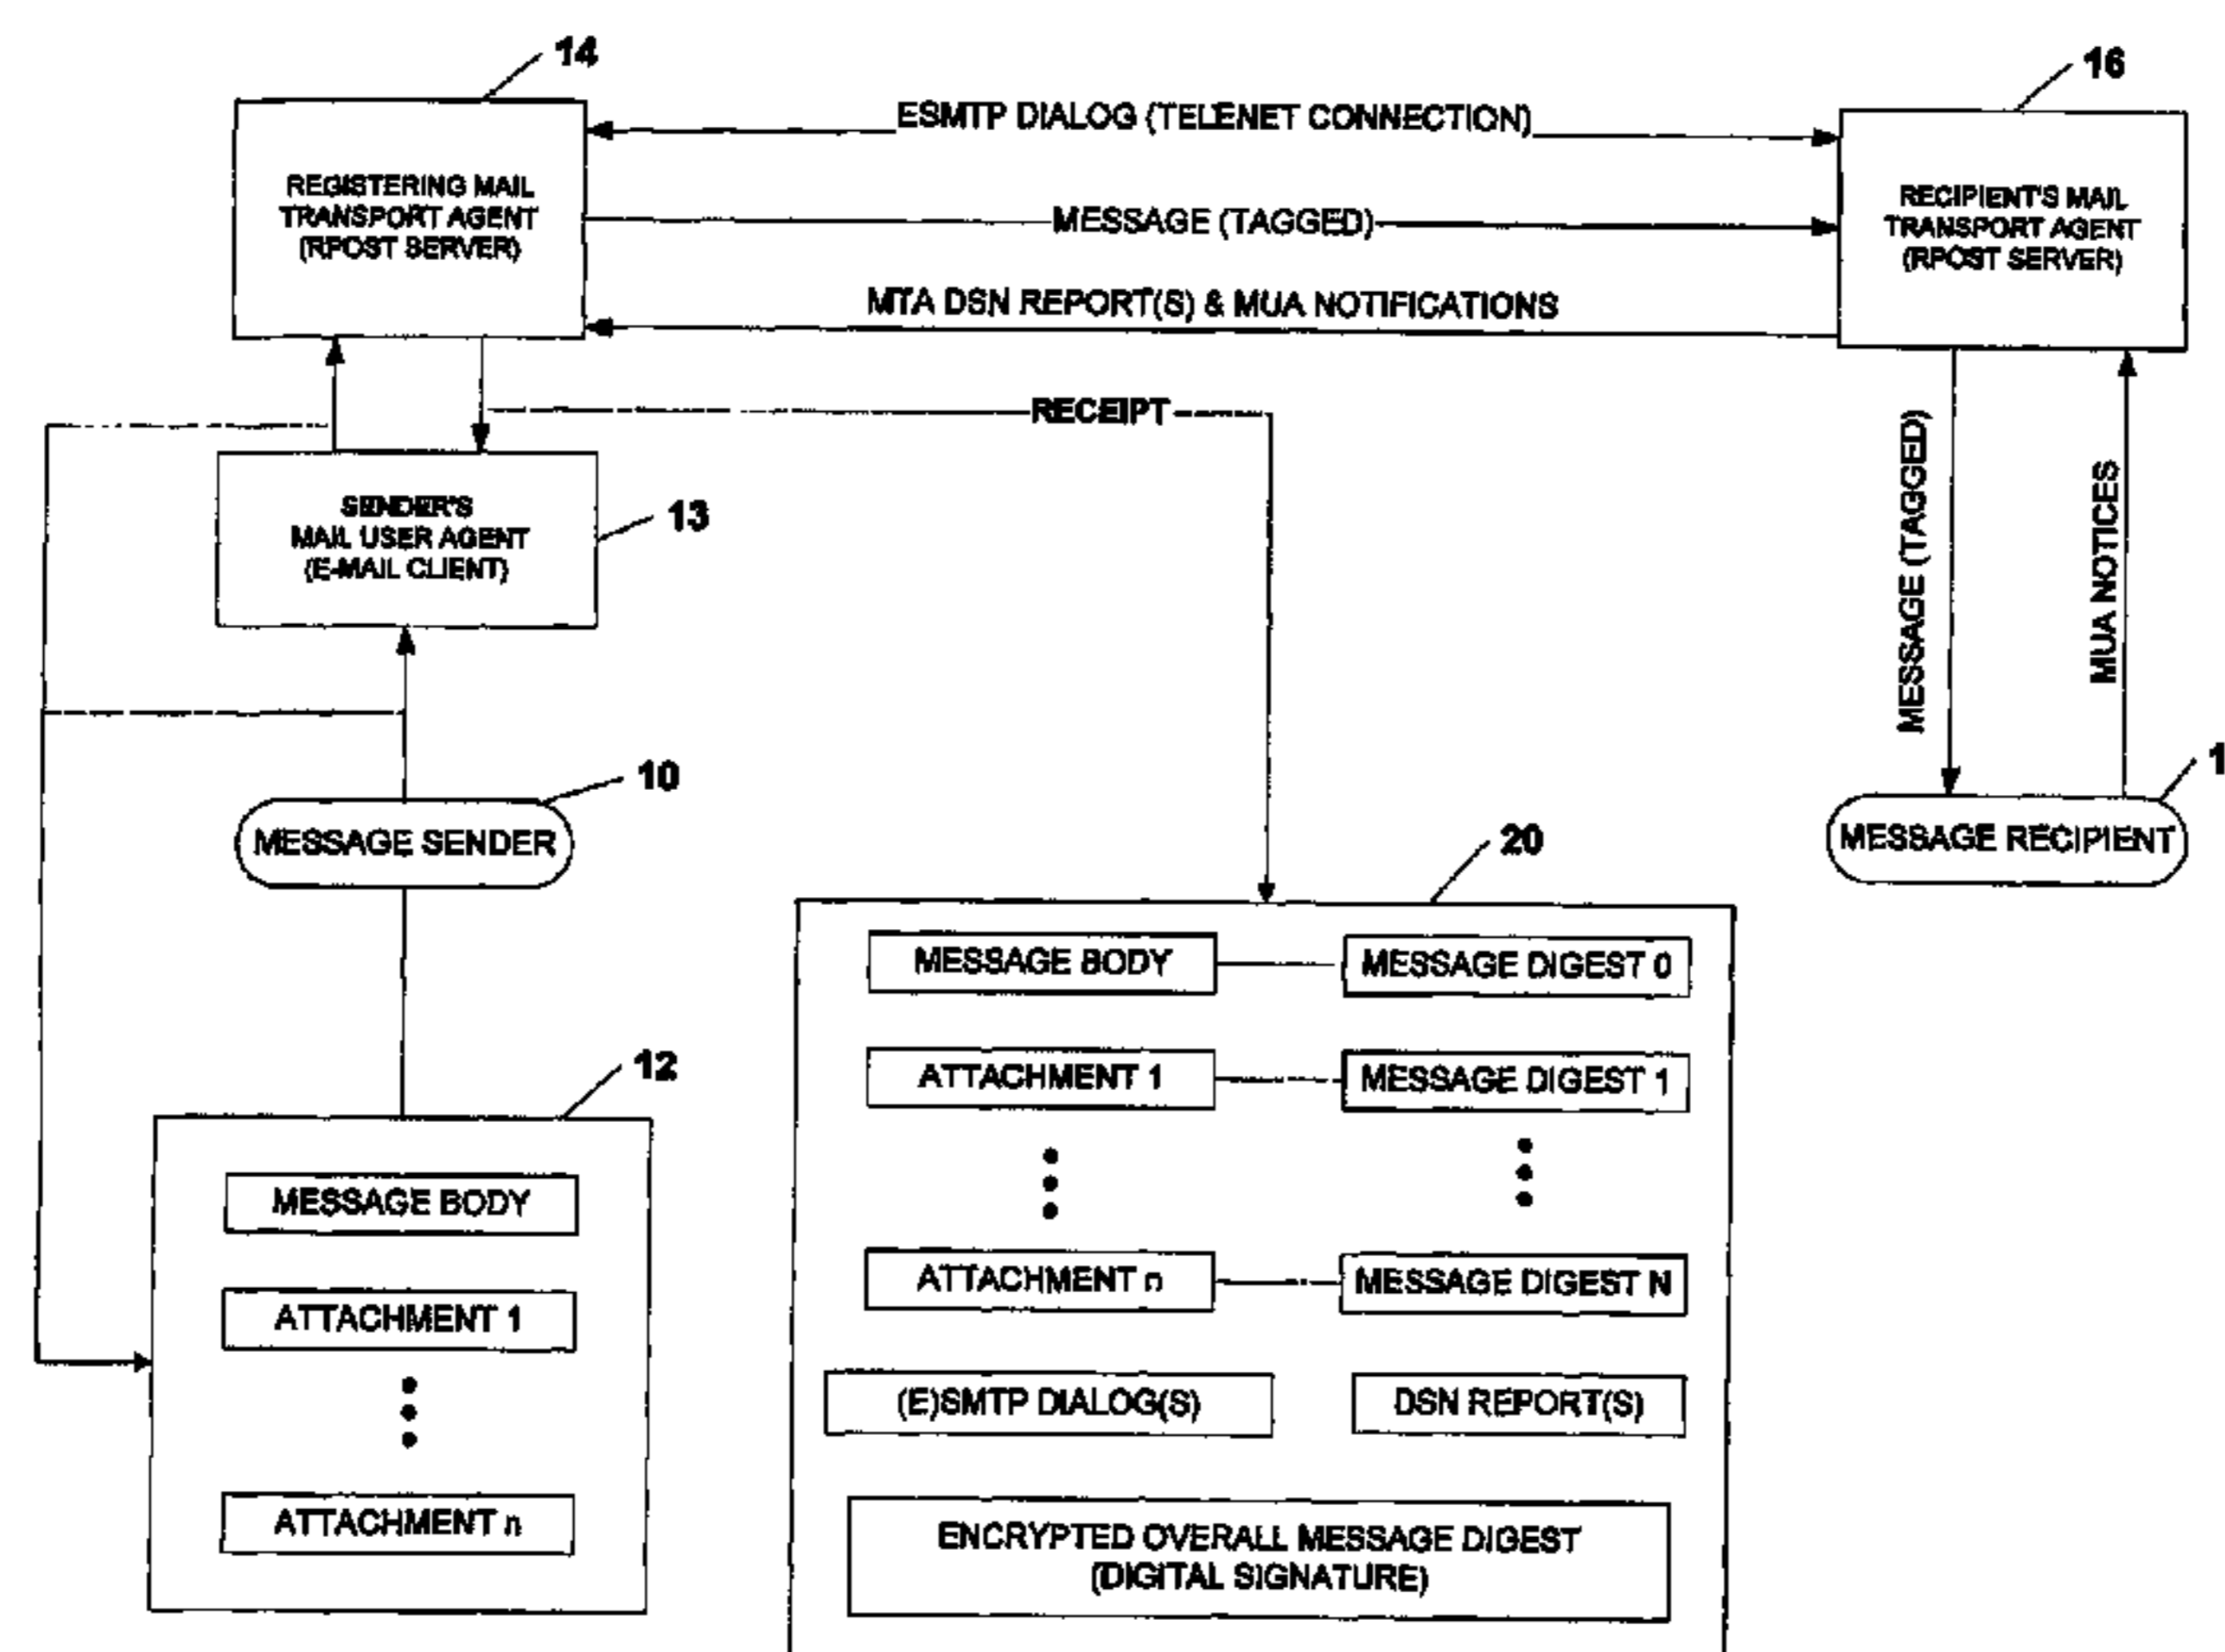 14
16
ESMTP DIALOG (TELENET CONNECTION)
REGISTERING MAIL
TRANSPORT AGENT
(RPOST SERVER)
RECIPIENT'S MAIL
TRANSPORT AGENT
(RPOST SERVER)
MESSAGE (TAGGED)
MTA DSN REPORT(S) & MUA NOTIFICATIONS
RECEIPT
SENDER'S
MAIL USER AGENT
(E-MAIL CLIENT)
13
MESSAGE (TAGGED)
MUA NOTICES
10
MESSAGE SENDER
1
MESSAGE RECIPIENT
20
MESSAGE BODY
MESSAGE DIGEST 0
ATTACHMENT 1
MESSAGE DIGEST 1
ATTACHMENT n
MESSAGE DIGEST N
(E)SMTP DIALOG(S)
DSN REPORT(S)
ENCRYPTED OVERALL MESSAGE DIGEST
(DIGITAL SIGNATURE)
12
MESSAGE BODY
ATTACHMENT 1
ATTACHMENT n